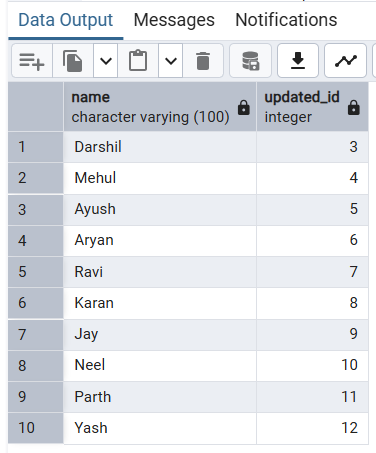 Data Output Messages Notifications
name updated_id
character varying (100) integer
1 Darshil 3
2 Mehul 4
3 Ayush 5
4 Aryan 6
5 Ravi 7
6 Karan 8
7 Jay 9
8 Neel 10
9 Parth 11
10 Yash 12